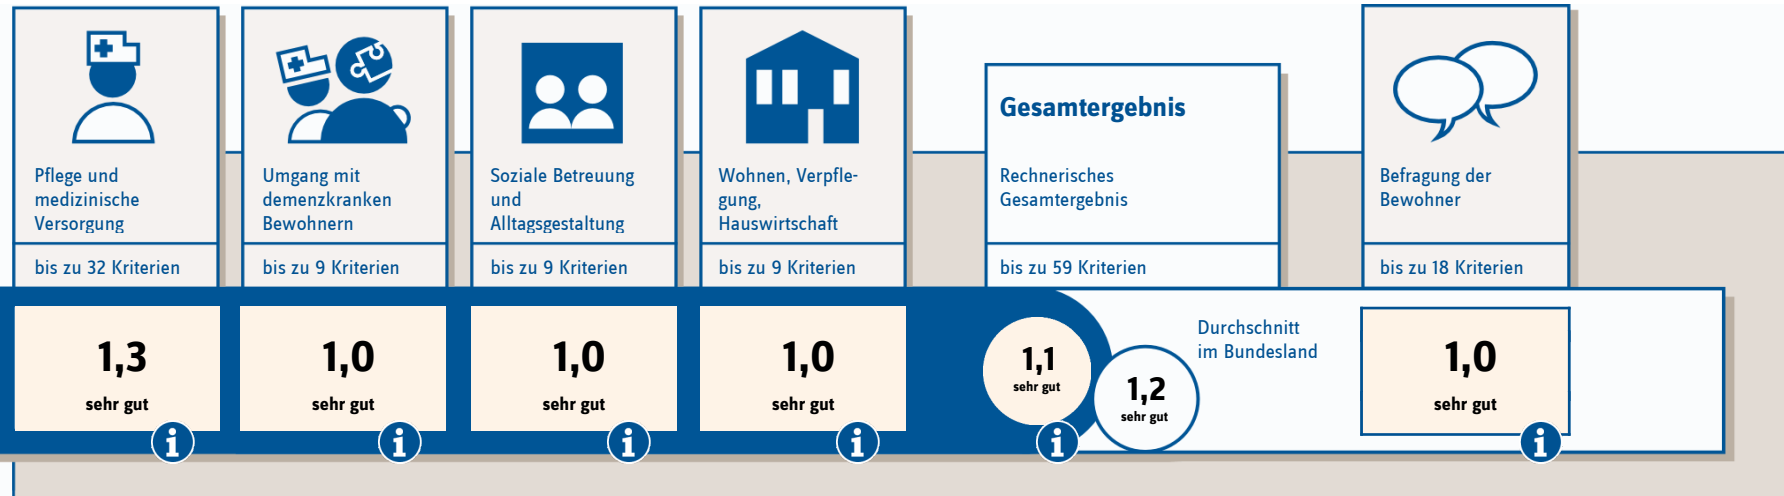 Pflege und
medizinische
Versorgung
bis zu 32 Kriterien
1,3
sehr gut
i
Umgang mit
demenzkranken
Bewohnern
bis zu 9 Kriterien
1,0
sehr gut
i
Soziale Betreuung
und
Alltagsgestaltung
bis zu 9 Kriterien
1,0
sehr gut
i
Wohnen, Verpfle-
gung,
Hauswirtschaft
bis zu 9 Kriterien
1,0
sehr gut
i
Gesamtergebnis
Rechnerisches
Gesamtergebnis
bis zu 59 Kriterien
1,1
sehr gut
i
1,2
sehr gut
Durchschnitt
im Bundesland
Befragung der
Bewohner
bis zu 18 Kriterien
1,0
sehr gut
i